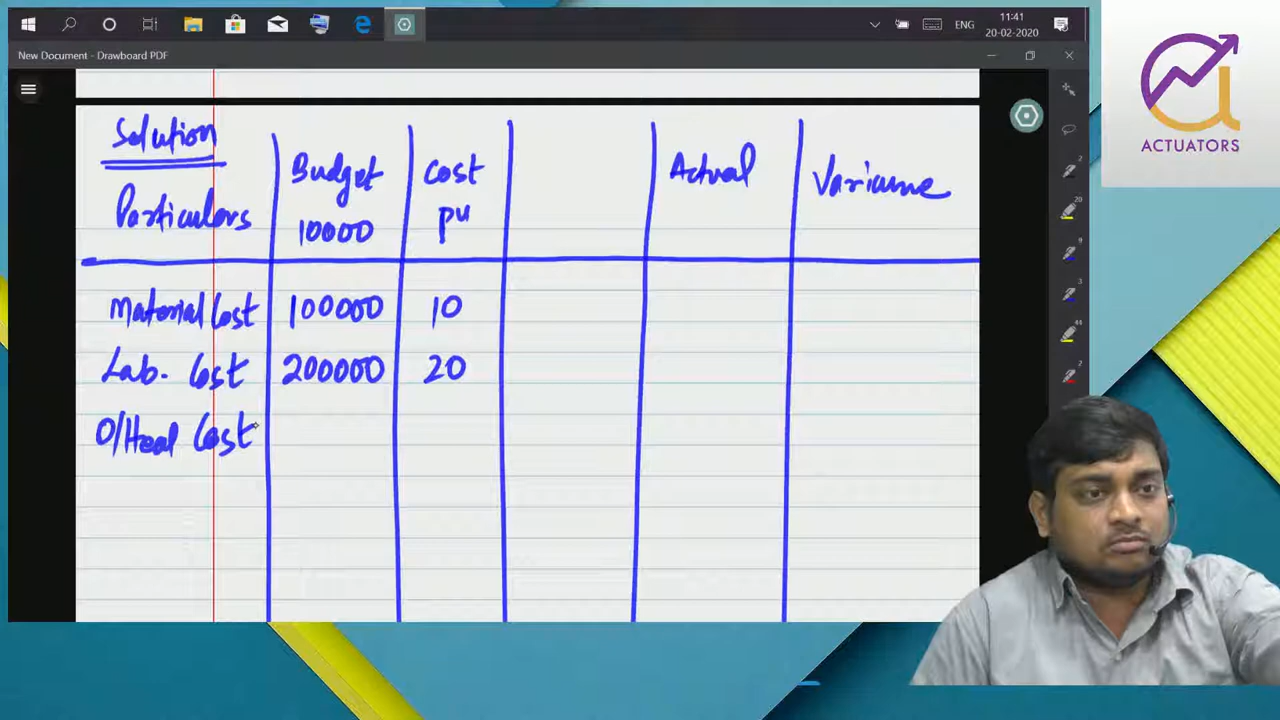 ENG
11:41
20-02-2020
New Document - Drawboard PDF
ACTUATORS
Solution
Particulars
Budget
10000
Cost
pu
Actual
Variance
Material Cost 100000 10
Lab. Cost 200000 20
O/Head Cost